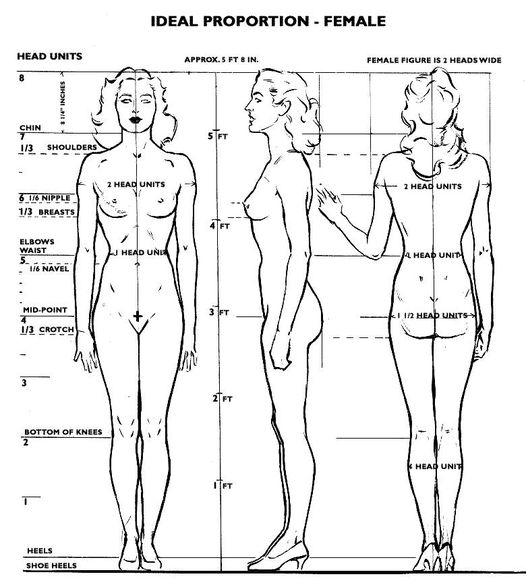 IDEAL PROPORTION - FEMALE
HEAD UNITS
APPROX. 5 FT 8 IN.
FEMALE FIGURE IS 2 HEADS WIDE
8
8 1/4" INCHES
CHIN
7
5 FT
1/3 SHOULDERS
2 HEAD UNITS
2 HEAD UNITS
6 1/6 NIPPLE
1/3 BREASTS
4 FT
ELBOWS
WAIST
1 HEAD UNIT
1 HEAD UNIT
5
1/6 NAVEL
MID-POINT
4
3 FT
1 1/2 HEAD UNITS
1/3 CROTCH
3
2 FT
BOTTOM OF KNEES
2
HEAD UNIT
1 FT
1
HEELS
SHOE HEELS